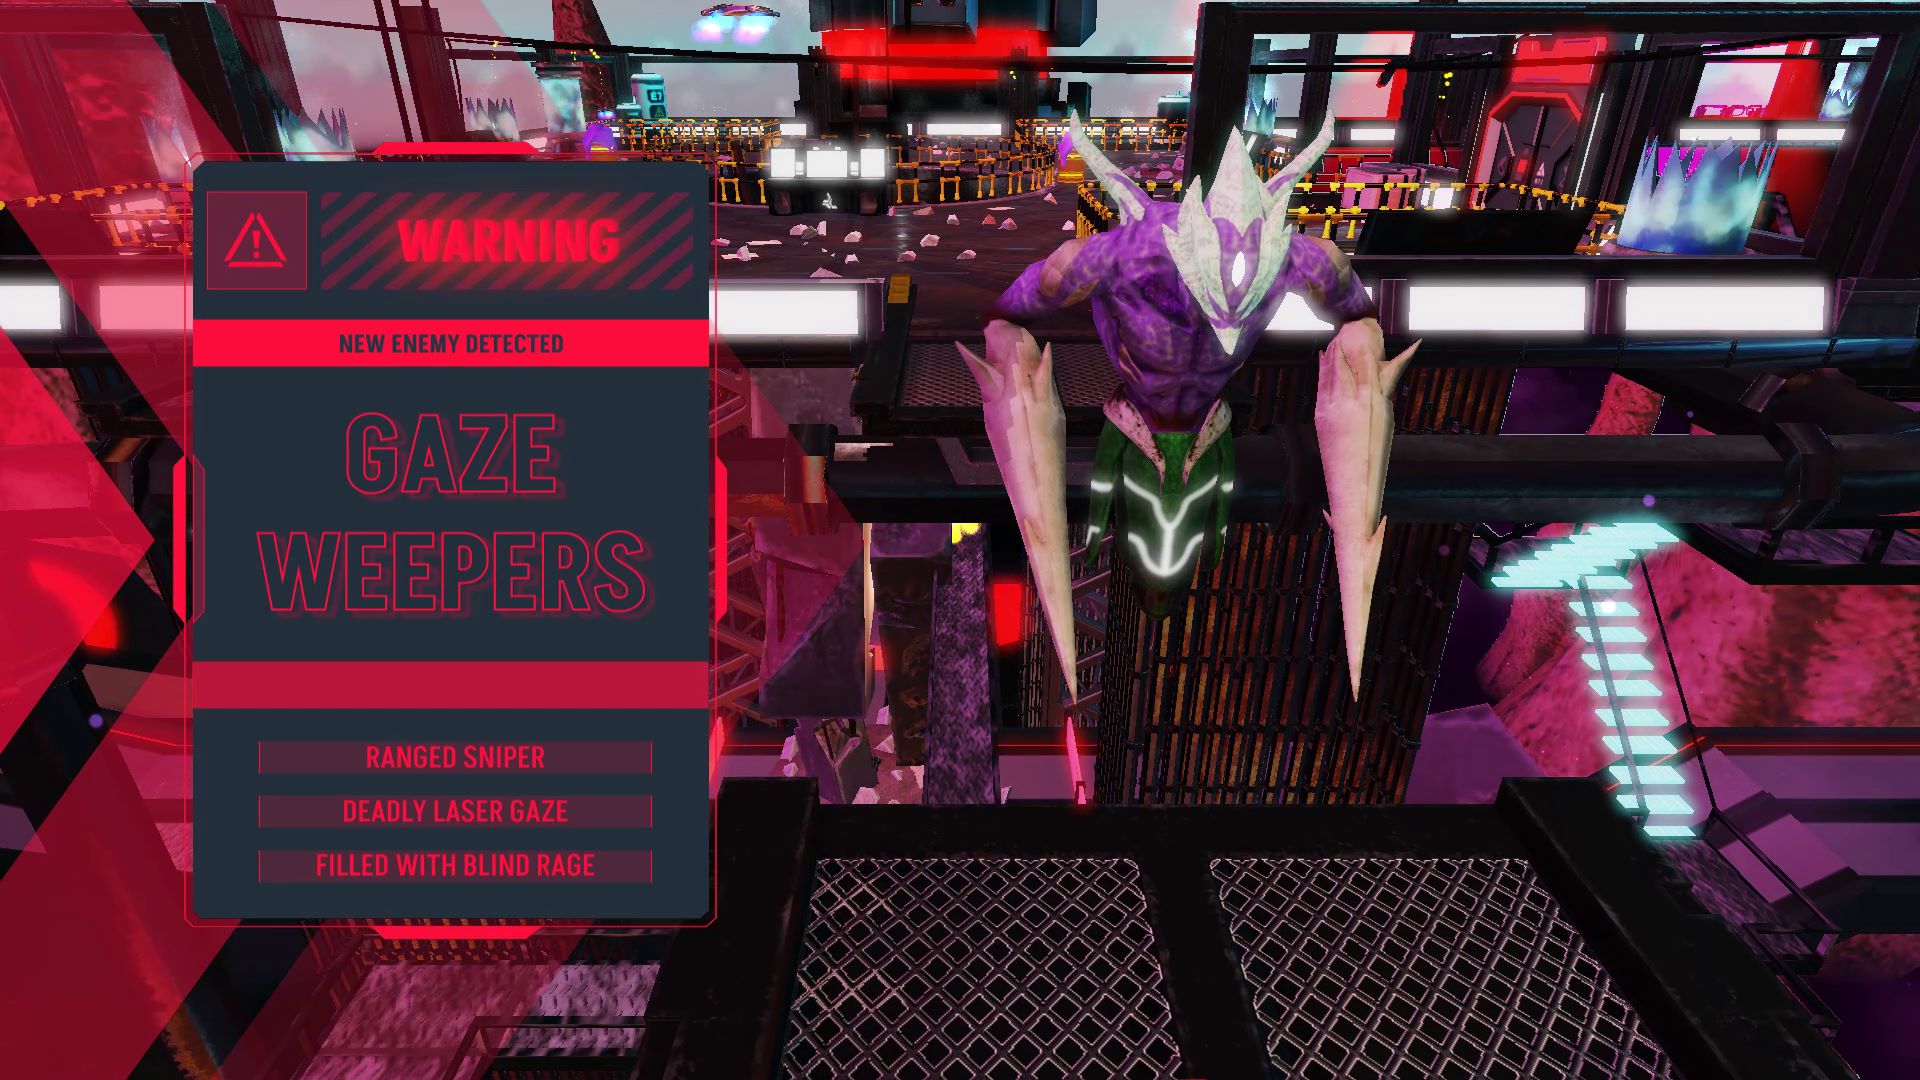 WARNING
NEW ENEMY DETECTED
GAZE
WEEPERS
RANGED SNIPER
DEADLY LASER GAZE
FILLED WITH BLIND RAGE